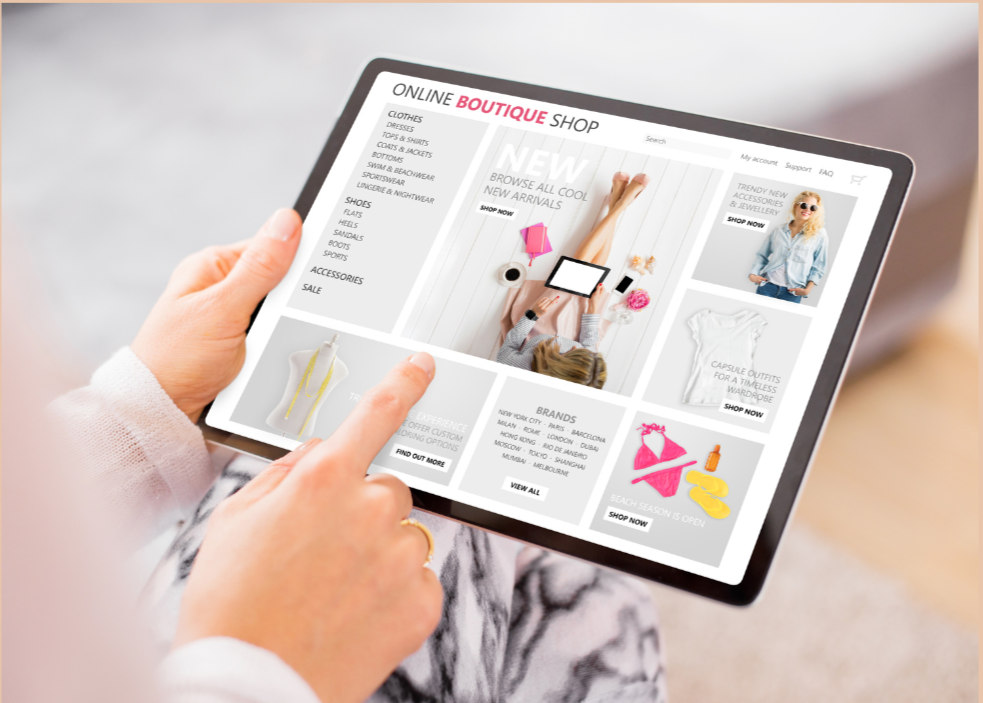 ONLINE BOUTIQUE SHOP
Search
My account Support FAQ
CLOTHES
DRESSES
TOPS & SHIRTS
COATS & JACKETS
BOTTOMS
SWIM & BEACHWEAR
SPORTSWEAR
LINGERIE & NIGHTWEAR
SHOES
FLATS
HEELS
SANDALS
BOOTS
SPORTS
ACCESSORIES
SALE
NEW
BROWSE ALL COOL
NEW ARRIVALS
SHOP NOW
TRENDY NEW
ACCESSORIES
& JEWELLERY
SHOP NOW
CAPSULE OUTFITS
FOR A TIMELESS
WARDROBE
SHOP NOW
EXPERIENCE
OFFER CUSTOM
OPTIONS
FIND OUT MORE
BRANDS
NEW YORK CITY · PARIS · BARCELONA
MILAN · ROME · LONDON · DUBAI
HONG KONG · RIO DE JANEIRO
MOSCOW · TOKYO · SHANGHAI
MUMBAI · MELBOURNE
VIEW ALL
BEACH SEASON IS OPEN
SHOP NOW